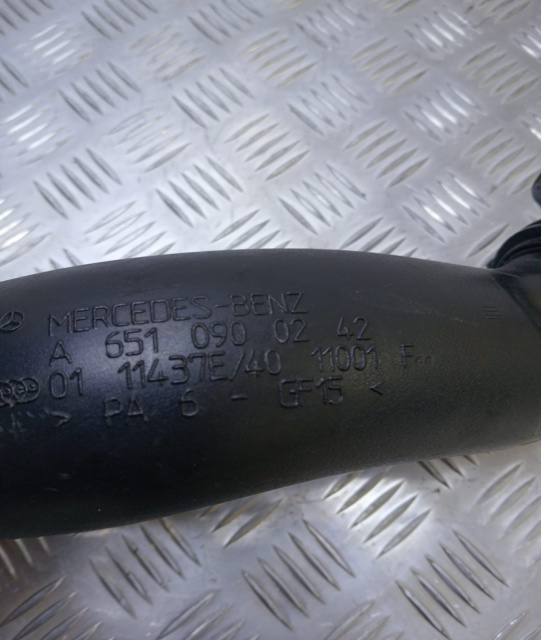 MERCEDES-BENZ
A 651 090 02 42
01 11437E/40 11001 F
> PA 6 - GF15 <